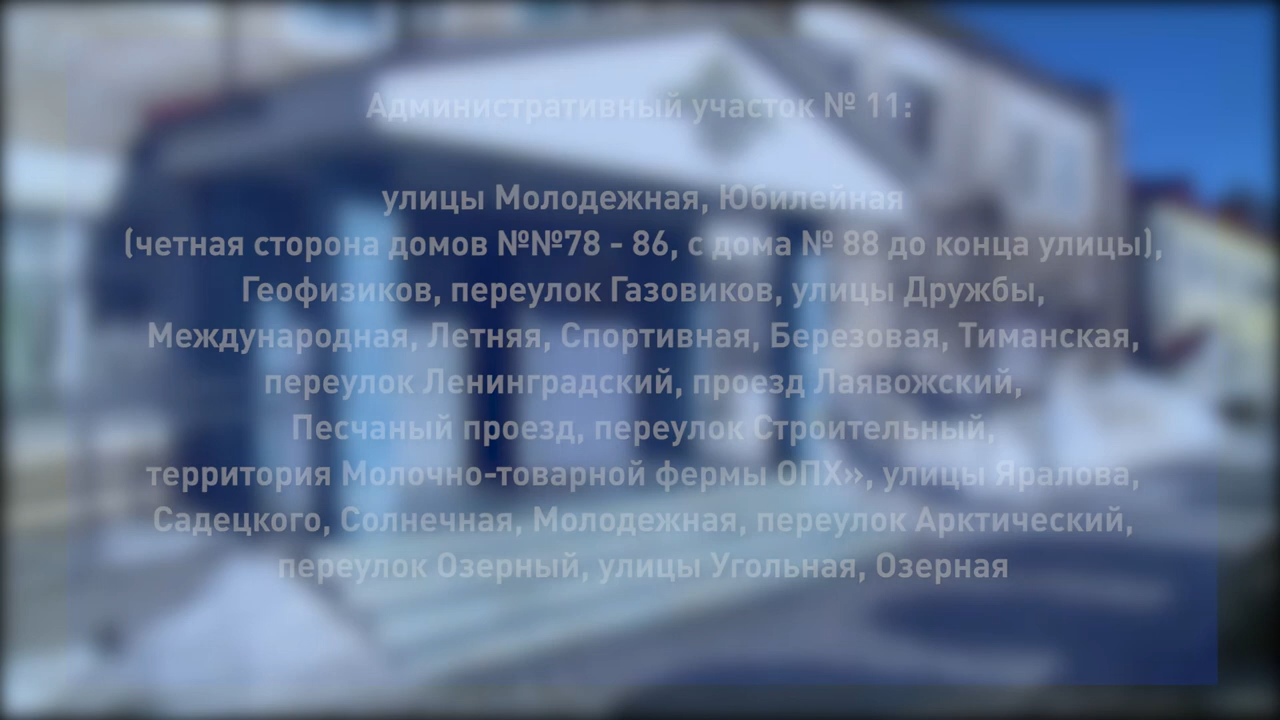 Административный участок № 11:
улицы Молодежная, Юбилейная
(четная сторона домов №№78 - 86, с дома № 88 до конца улицы),
Геофизиков, переулок Газовиков, улицы Дружбы,
Международная, Летняя, Спортивная, Березовая, Тиманская,
переулок Ленинградский, проезд Лаявожский,
Песчаный проезд, переулок Строительный,
территория Молочно-товарной фермы ОПХ», улицы Яралова,
Садецкого, Солнечная, Молодежная, переулок Арктический,
переулок Озерный, улицы Угольная, Озерная